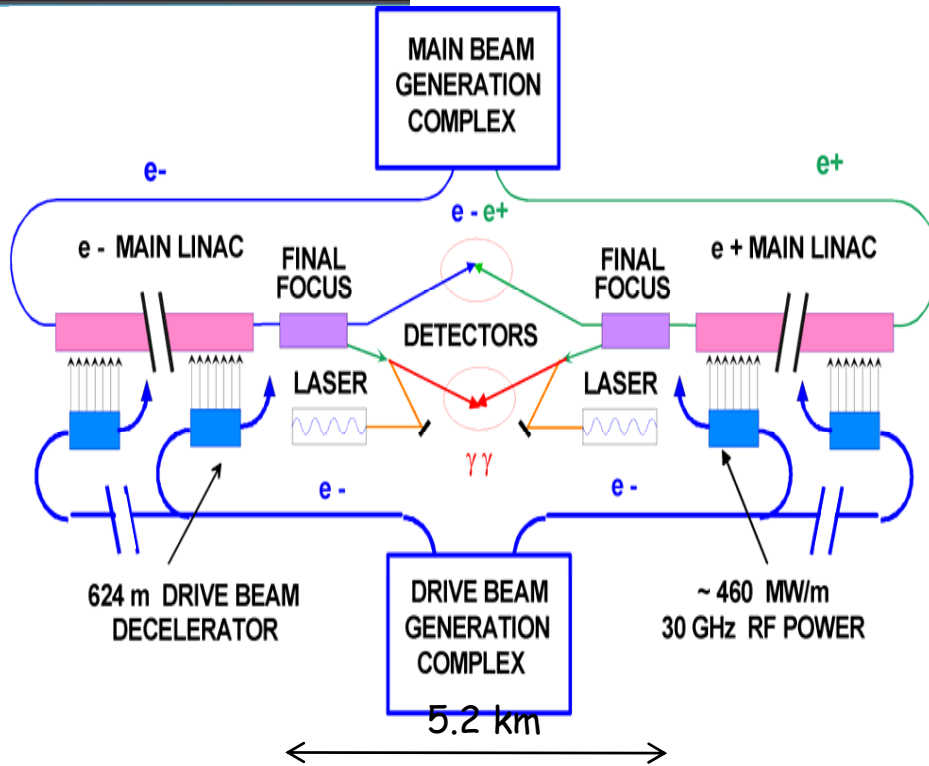 MAIN BEAM
GENERATION
COMPLEX
e-
e+
e - e+
e - MAIN LINAC
FINAL
FOCUS
FINAL
FOCUS
e + MAIN LINAC
DETECTORS
LASER
LASER
γ γ
e -
e -
624 m DRIVE BEAM
DECELERATOR
DRIVE BEAM
GENERATION
COMPLEX
~ 460 MW/m
30 GHz RF POWER
5.2 km